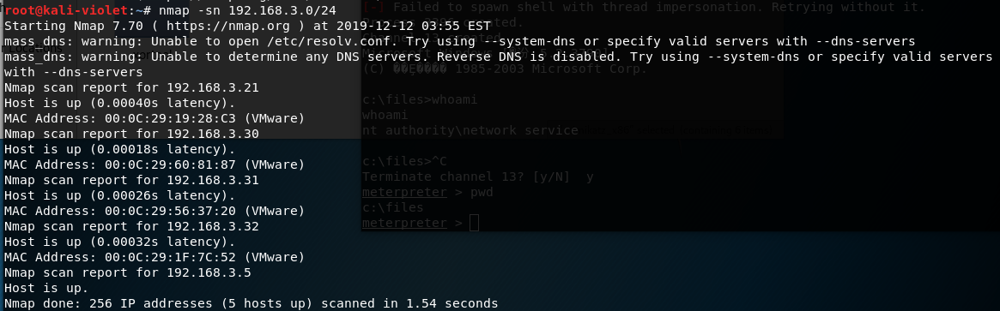 root@kali-violet:~# nmap -sn 192.168.3.0/24
Starting Nmap 7.70 ( https://nmap.org ) at 2019-12-12 03:55 EST
mass_dns: warning: Unable to open /etc/resolv.conf. Try using --system-dns or specify valid servers with --dns-servers
mass_dns: warning: Unable to determine any DNS servers. Reverse DNS is disabled. Try using --system-dns or specify valid servers
with --dns-servers
Nmap scan report for 192.168.3.21
Host is up (0.00040s latency).
MAC Address: 00:0C:29:19:28:C3 (VMware)
Nmap scan report for 192.168.3.30
Host is up (0.00018s latency).
MAC Address: 00:0C:29:60:81:87 (VMware)
Nmap scan report for 192.168.3.31
Host is up (0.00026s latency).
MAC Address: 00:0C:29:56:37:20 (VMware)
Nmap scan report for 192.168.3.32
Host is up (0.00032s latency).
MAC Address: 00:0C:29:1F:7C:52 (VMware)
Nmap scan report for 192.168.3.5
Host is up.
Nmap done: 256 IP addresses (5 hosts up) scanned in 1.54 seconds
[-] Failed to spawn shell with thread impersonation. Retrying without it.
(C) 1985-2003 Microsoft Corp.
c:\files>whoami
whoami
nt authority\network service
c:\files>^C
Terminate channel 13? [y/N]  y
meterpreter > pwd
c:\files
meterpreter >